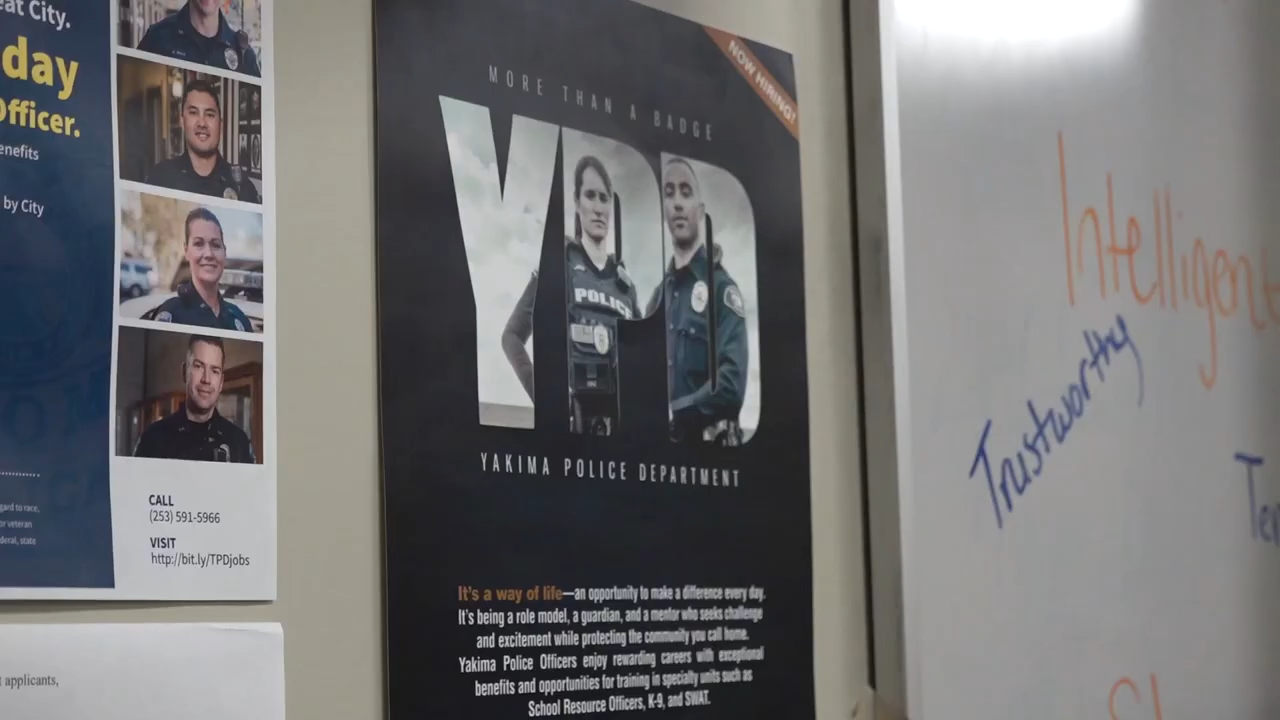 eat City.
day
Officer.
enefits
by City
gard to race,
or veteran
deral, state
CALL
(253) 591-5966
VISIT
http://bit.ly/TPDjobs
t applicants,
NOW HIRING!
MORE THAN A BADGE
YPD
POLICE
YAKIMA POLICE DEPARTMENT
It's a way of life—an opportunity to make a difference every day.
It's being a role model, a guardian, and a mentor who seeks challenge
and excitement while protecting the community you call home.
Yakima Police Officers enjoy rewarding careers with exceptional
benefits and opportunities for training in specialty units such as
School Resource Officers, K-9, and SWAT.
Intelligent
Trustworthy